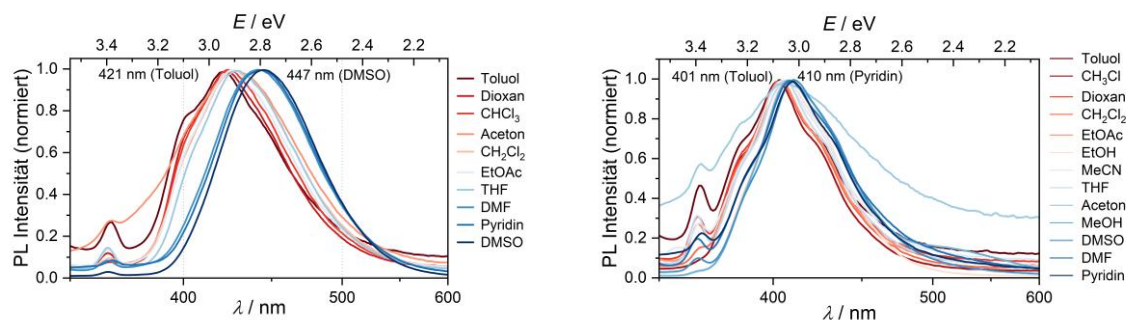 E / eV
3.4 3.2 3.0 2.8 2.6 2.4 2.2
1.0
0.8
0.6
0.4
0.2
0.0
PL Intensität (normiert)
421 nm (Toluol)
447 nm (DMSO)
400 500 600
λ / nm
Toluol
Dioxan
CHCl₃
Aceton
CH₂Cl₂
EtOAc
THF
DMF
Pyridin
DMSO
E / eV
3.4 3.2 3.0 2.8 2.6 2.4 2.2
1.0
0.8
0.6
0.4
0.2
0.0
PL Intensität (normiert)
401 nm (Toluol)
410 nm (Pyridin)
400 500 600
λ / nm
Toluol
CH₃Cl
Dioxan
CH₂Cl₂
EtOAc
EtOH
MeCN
THF
Aceton
MeOH
DMSO
DMF
Pyridin